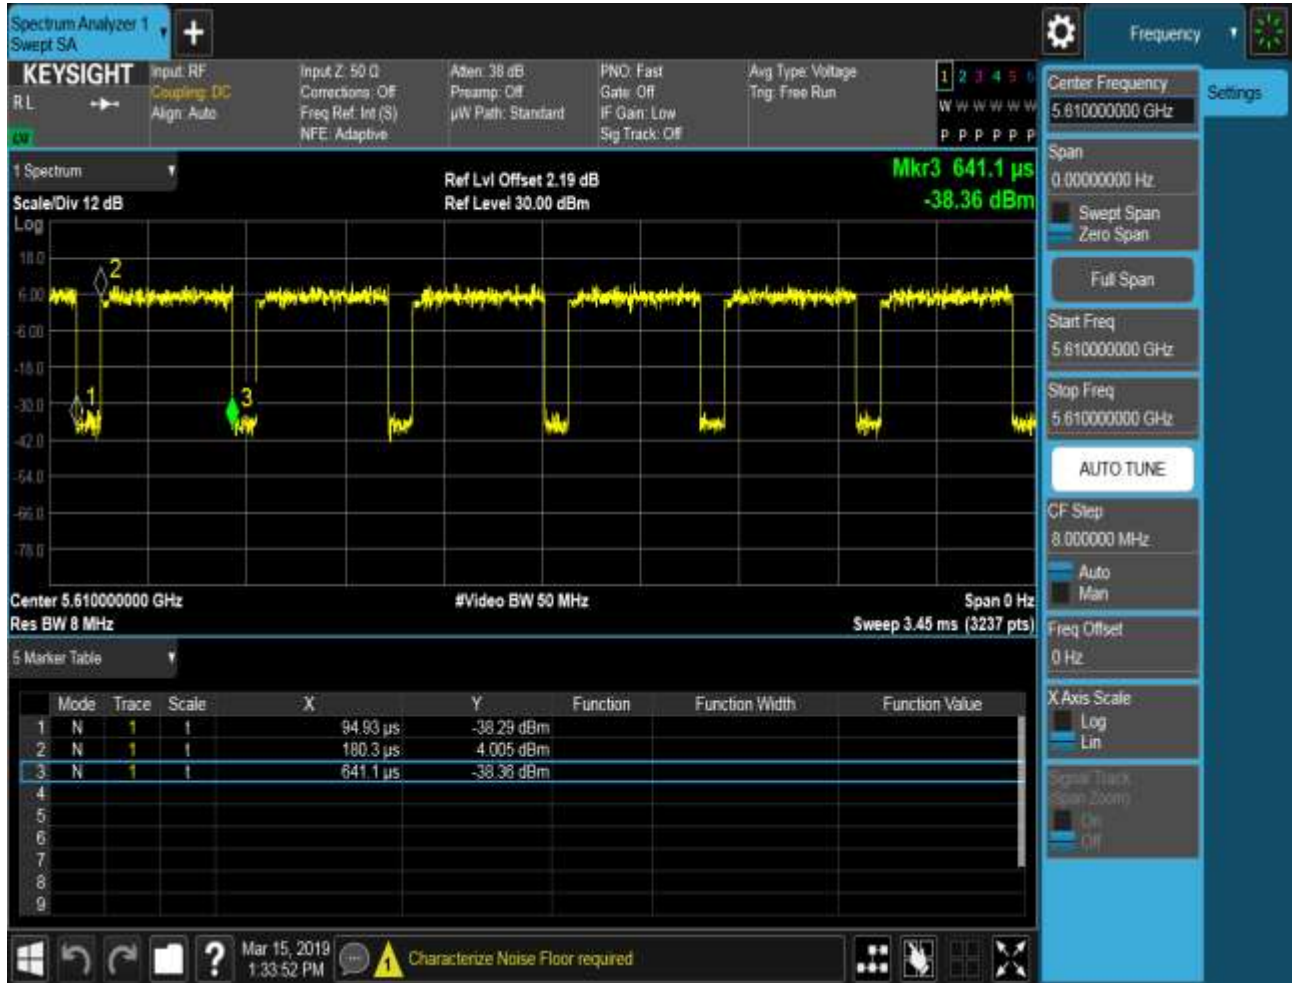 Spectrum Analyzer 1
Swept SA
+
Frequency
KEYSIGHT
RL
Input: RF
Coupling: DC
Align: Auto
Input Z: 50 Ω
Corrections: Off
Freq Ref: Int (S)
NFE: Adaptive
Atten: 38 dB
Preamp: Off
µW Path: Standard
PNO: Fast
Gate: Off
IF Gain: Low
Sig Track: Off
Avg Type: Voltage
Trig: Free Run
1 2 3 4 5 6
W W W W W W
P P P P P P
1 Spectrum
Scale/Div 12 dB
Ref Lvl Offset 2.19 dB
Ref Level 30.00 dBm
Mkr3 641.1 µs
-38.36 dBm
Log
18.0
6.00
-6.00
-18.0
-30.0
-42.0
-54.0
-66.0
-78.0
1
2
3
Center 5.610000000 GHz
Res BW 8 MHz
#Video BW 50 MHz
Span 0 Hz
Sweep 3.45 ms (3237 pts)
5 Marker Table
Mode Trace Scale X Y Function Function Width Function Value
1 N 1 t 94.93 µs -38.29 dBm
2 N 1 t 180.3 µs 4.005 dBm
3 N 1 t 641.1 µs -38.36 dBm
4
5
6
7
8
9
Mar 15, 2019
1:33:52 PM
?
1
Characterize Noise Floor required
Settings
Center Frequency
5.610000000 GHz
Span
0.00000000 Hz
Swept Span
Zero Span
Full Span
Start Freq
5.610000000 GHz
Stop Freq
5.610000000 GHz
AUTO TUNE
CF Step
8.000000 MHz
Auto
Man
Freq Offset
0 Hz
X Axis Scale
Log
Lin
Signal Track
(Span Zoom)
On
Off